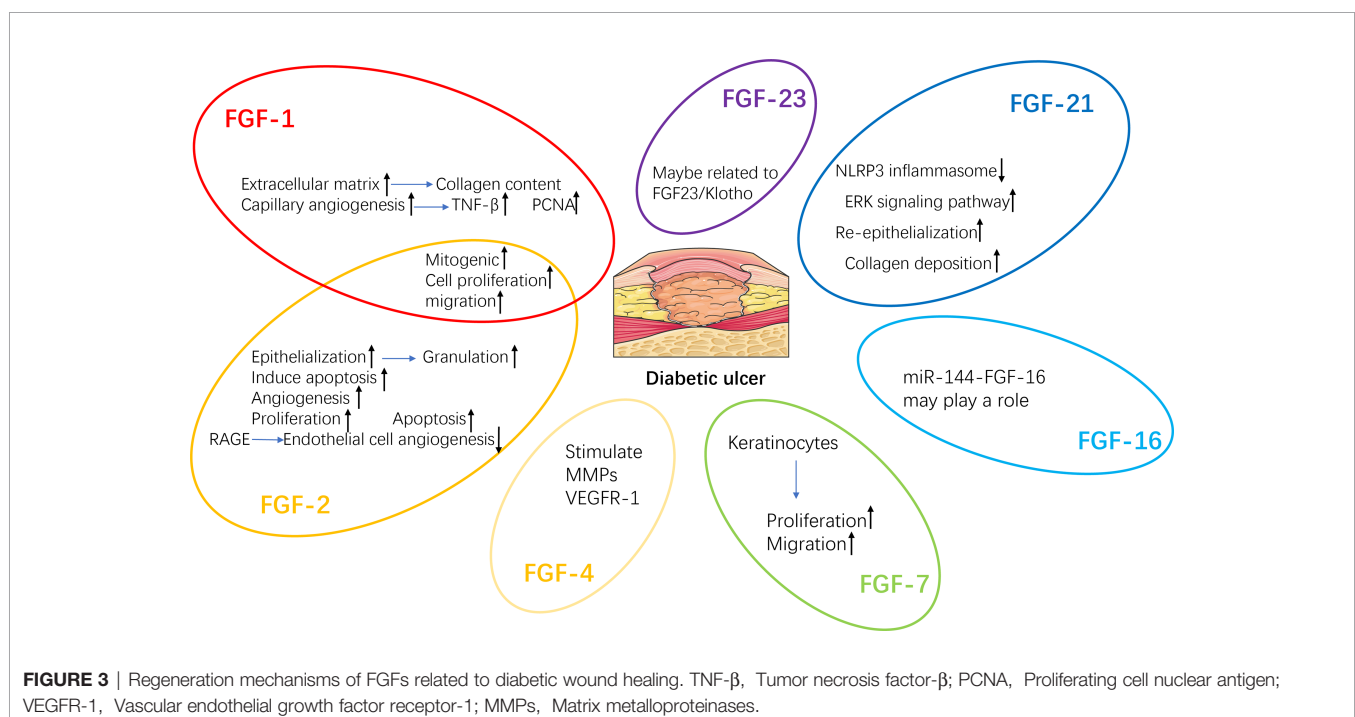 FGF-1
Extracellular matrix↑→Collagen content
Capillary angiogenesis↑→TNF-β↑ PCNA↑
Mitogenic↑
Cell proliferation↑
migration↑
Epithelialization↑→Granulation↑
Induce apoptosis↑
Angiogenesis↑
Proliferation↑ Apoptosis↑
RAGE→Endothelial cell angiogenesis↓
FGF-2
FGF-23
Maybe related to
FGF23/Klotho
FGF-21
NLRP3 inflammasome↓
ERK signaling pathway↑
Re-epithelialization↑
Collagen deposition↑
Diabetic ulcer
miR-144-FGF-16
may play a role
FGF-16
Stimulate
MMPs
VEGFR-1
FGF-4
Keratinocytes
↓
Proliferation↑
Migration↑
FGF-7
FIGURE 3 | Regeneration mechanisms of FGFs related to diabetic wound healing. TNF-β, Tumor necrosis factor-β; PCNA, Proliferating cell nuclear antigen;
VEGFR-1, Vascular endothelial growth factor receptor-1; MMPs, Matrix metalloproteinases.